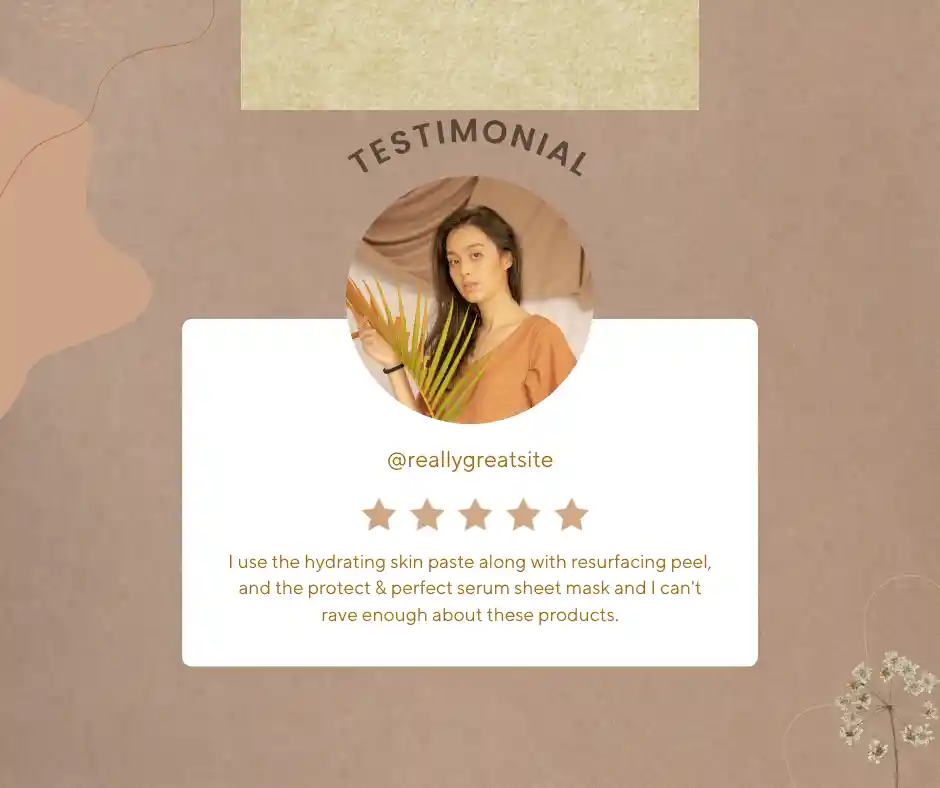 TESTIMONIAL
@reallygreatsite
I use the hydrating skin paste along with resurfacing peel,
and the protect & perfect serum sheet mask and I can't
rave enough about these products.